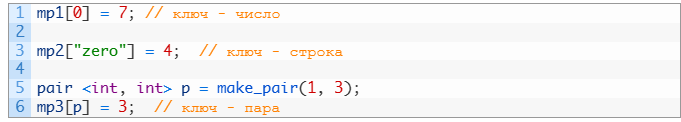 1 mp1[0] = 7; // ключ - число
2
3 mp2["zero"] = 4;  // ключ - строка
4
5 pair <int, int> p = make_pair(1, 3);
6 mp3[p] = 3;  // ключ - пара